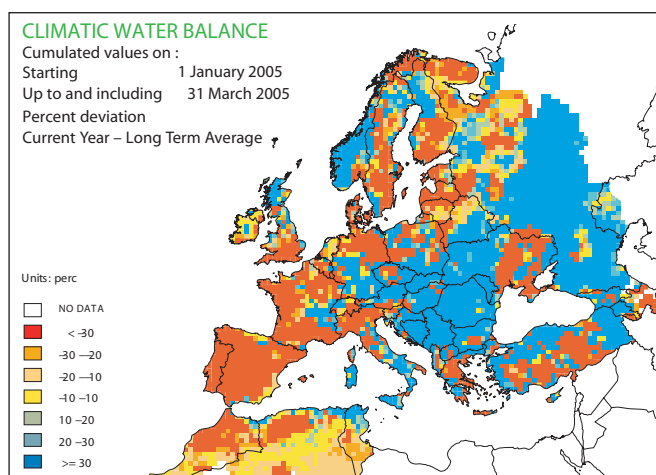 CLIMATIC WATER BALANCE
Cumulated values on :
Starting 1 January 2005
Up to and including 31 March 2005
Percent deviation
Current Year – Long Term Average
Units: perc
NO DATA
< -30
-30 —20
-20 —10
-10 –10
10 –20
20 –30
>= 30